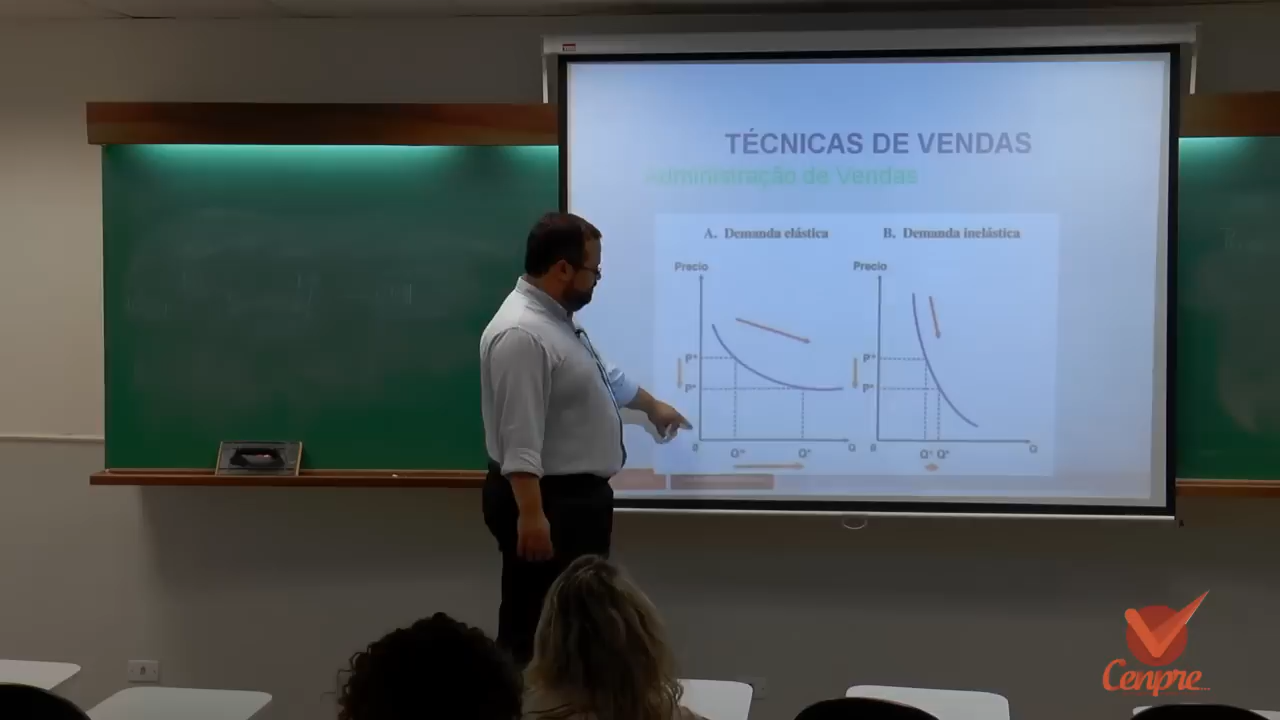 TÉCNICAS DE VENDAS
Administração de Vendas
A. Demanda elástica
B. Demanda inelástica
Precio
Precio
Q
Q
Cenpre...